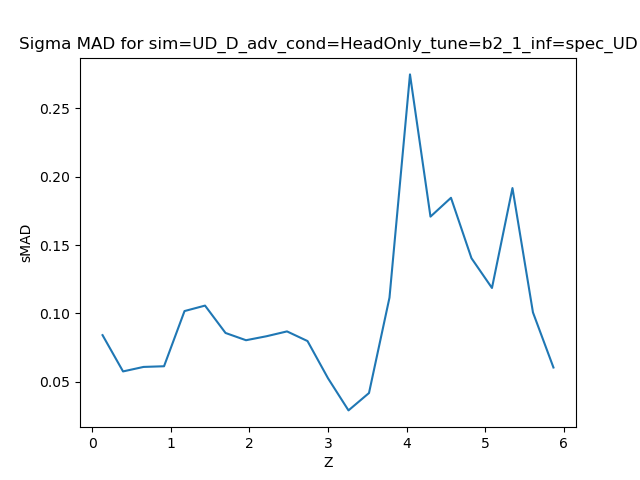 Sigma MAD for sim=UD_D_adv_cond=HeadOnly_tune=b2_1_inf=spec_UD
0.25
0.20
0.15
0.10
0.05
sMAD
0 1 2 3 4 5 6
Z